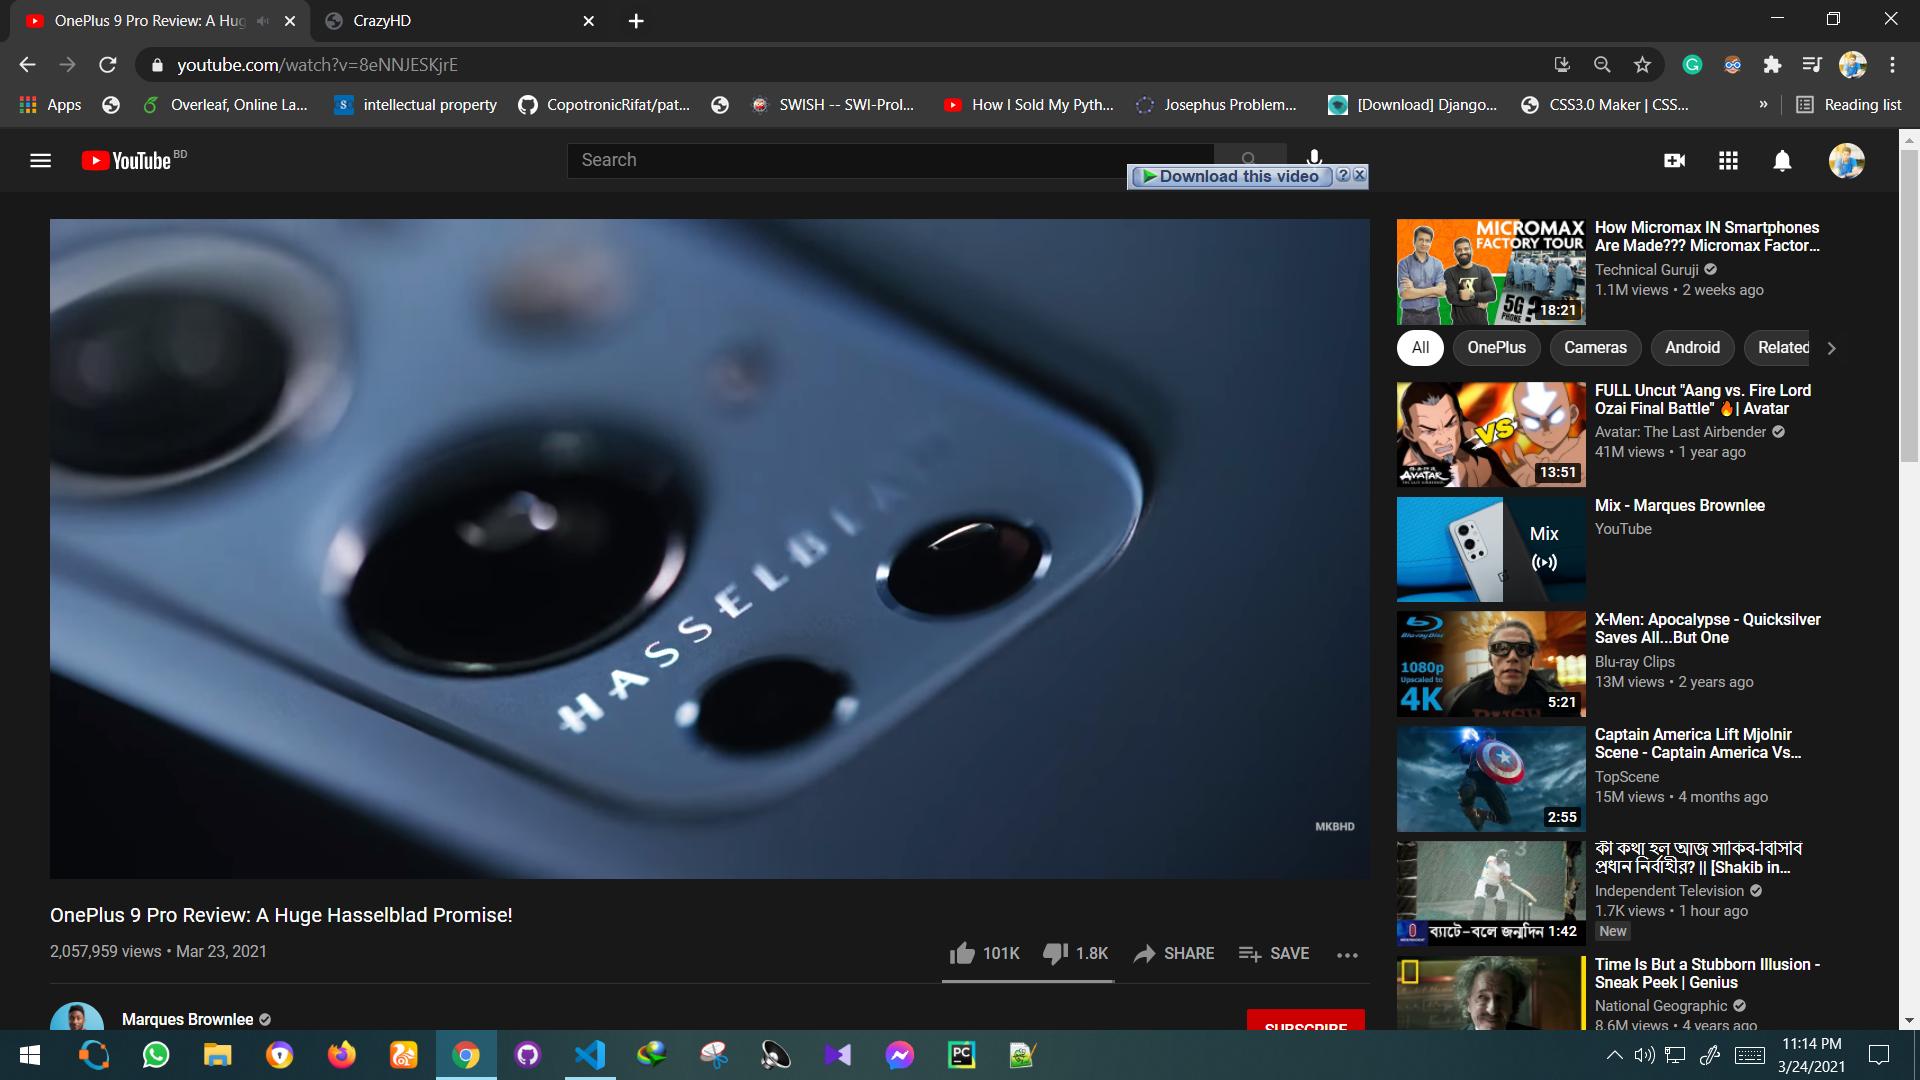 OnePlus 9 Pro Review: A Hug
CrazyHD
youtube.com/watch?v=8eNNJESKjrE
Apps
Overleaf, Online La...
intellectual property
CopotronicRifat/pat...
SWISH -- SWI-Prol...
How I Sold My Pyth...
Josephus Problem...
[Download] Django...
CSS3.0 Maker | CSS...
»
Reading list
YouTube BD
Search
Download this video
HASSELBLAD
MKBHD
OnePlus 9 Pro Review: A Huge Hasselblad Promise!
2,057,959 views • Mar 23, 2021
101K
1.8K
SHARE
SAVE
Marques Brownlee
SUBSCRIBE
MICROMAX
FACTORY TOUR
5G ?
PHONE
18:21
How Micromax IN Smartphones
Are Made??? Micromax Factor...
Technical Guruji
1.1M views • 2 weeks ago
All
OnePlus
Cameras
Android
Related
VS
AVATAR
13:51
FULL Uncut "Aang vs. Fire Lord
Ozai Final Battle" 🔥| Avatar
Avatar: The Last Airbender
41M views • 1 year ago
Mix
Mix - Marques Brownlee
YouTube
Blu-ray Disc
1080p
Upscaled to
4K
5:21
X-Men: Apocalypse - Quicksilver
Saves All...But One
Blu-ray Clips
13M views • 2 years ago
2:55
Captain America Lift Mjolnir
Scene - Captain America Vs...
TopScene
15M views • 4 months ago
ব্যাটে-বলে জন্মদিন
1:42
কী কথা হল আজ সাকিব-বিসিবি
প্রধান নির্বাহীর? || [Shakib in...
Independent Television
1.7K views • 1 hour ago
New
Time Is But a Stubborn Illusion -
Sneak Peek | Genius
National Geographic
8.6M views • 4 years ago
PC
11:14 PM
3/24/2021